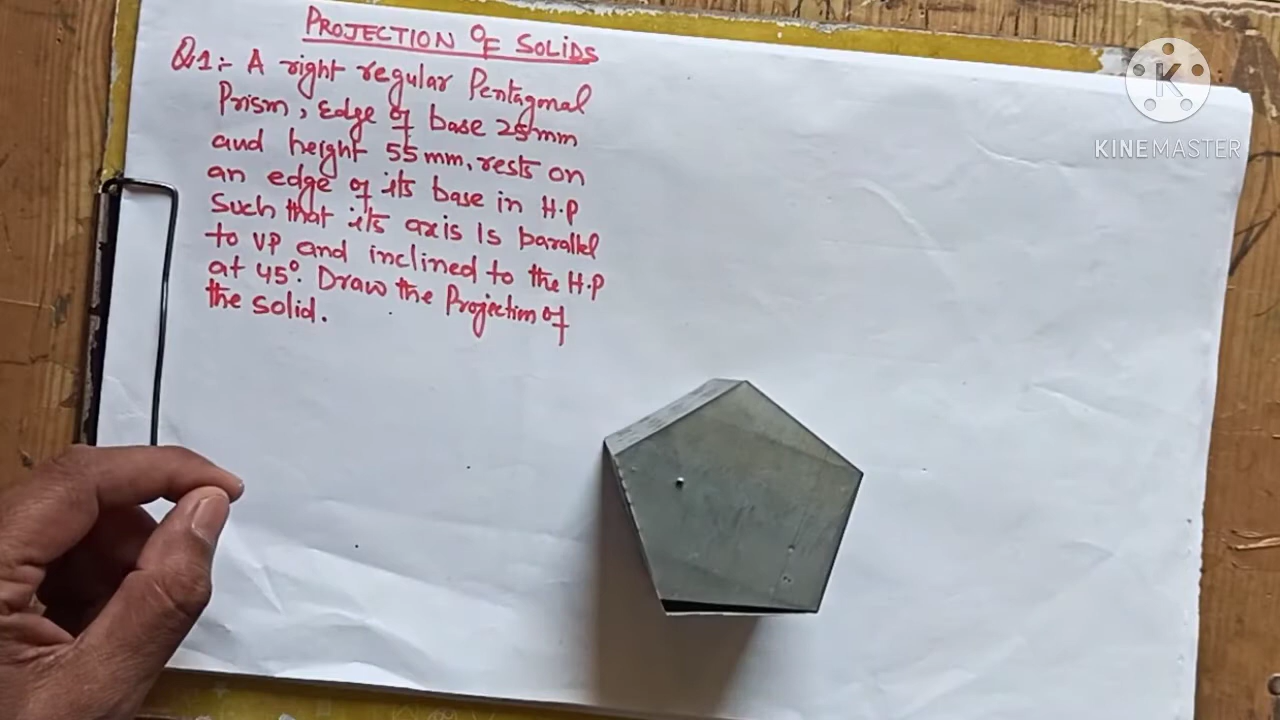 PROJECTION OF SOLIDS
Q.1:- A right regular Pentagonal
Prism, Edge of base 25mm
and height 55mm, rests on
an edge of its base in H.P
Such that its axis is parallel
to VP and inclined to the H.P
at 45°. Draw the Projection of
the solid.
K
KINEMASTER